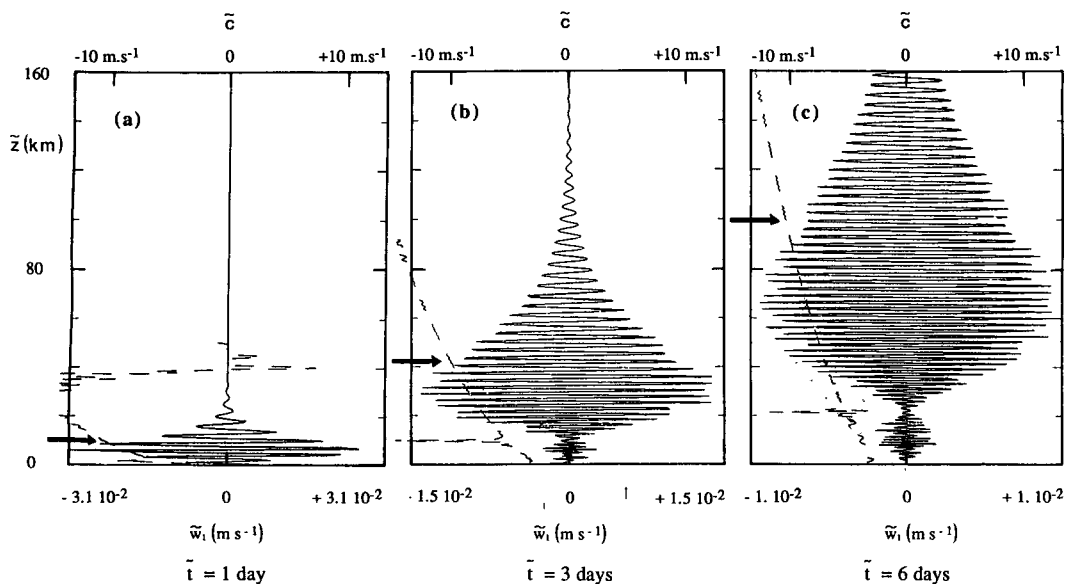 c̃ c̃ c̃
-10 m.s⁻¹ 0 +10 m.s⁻¹ -10 m.s⁻¹ 0 +10 m.s⁻¹ -10 m.s⁻¹ 0 +10 m.s⁻¹
160
(a) (b) (c)
z̃ (km)
80
0
- 3.1 10⁻² 0 + 3.1 10⁻² - 1.5 10⁻² 0 + 1.5 10⁻² - 1. 10⁻² 0 + 1. 10⁻²
w̃₁ (m s⁻¹) w̃₁ (m s⁻¹) w̃₁ (m s⁻¹)
t̃ = 1 day t̃ = 3 days t̃ = 6 days